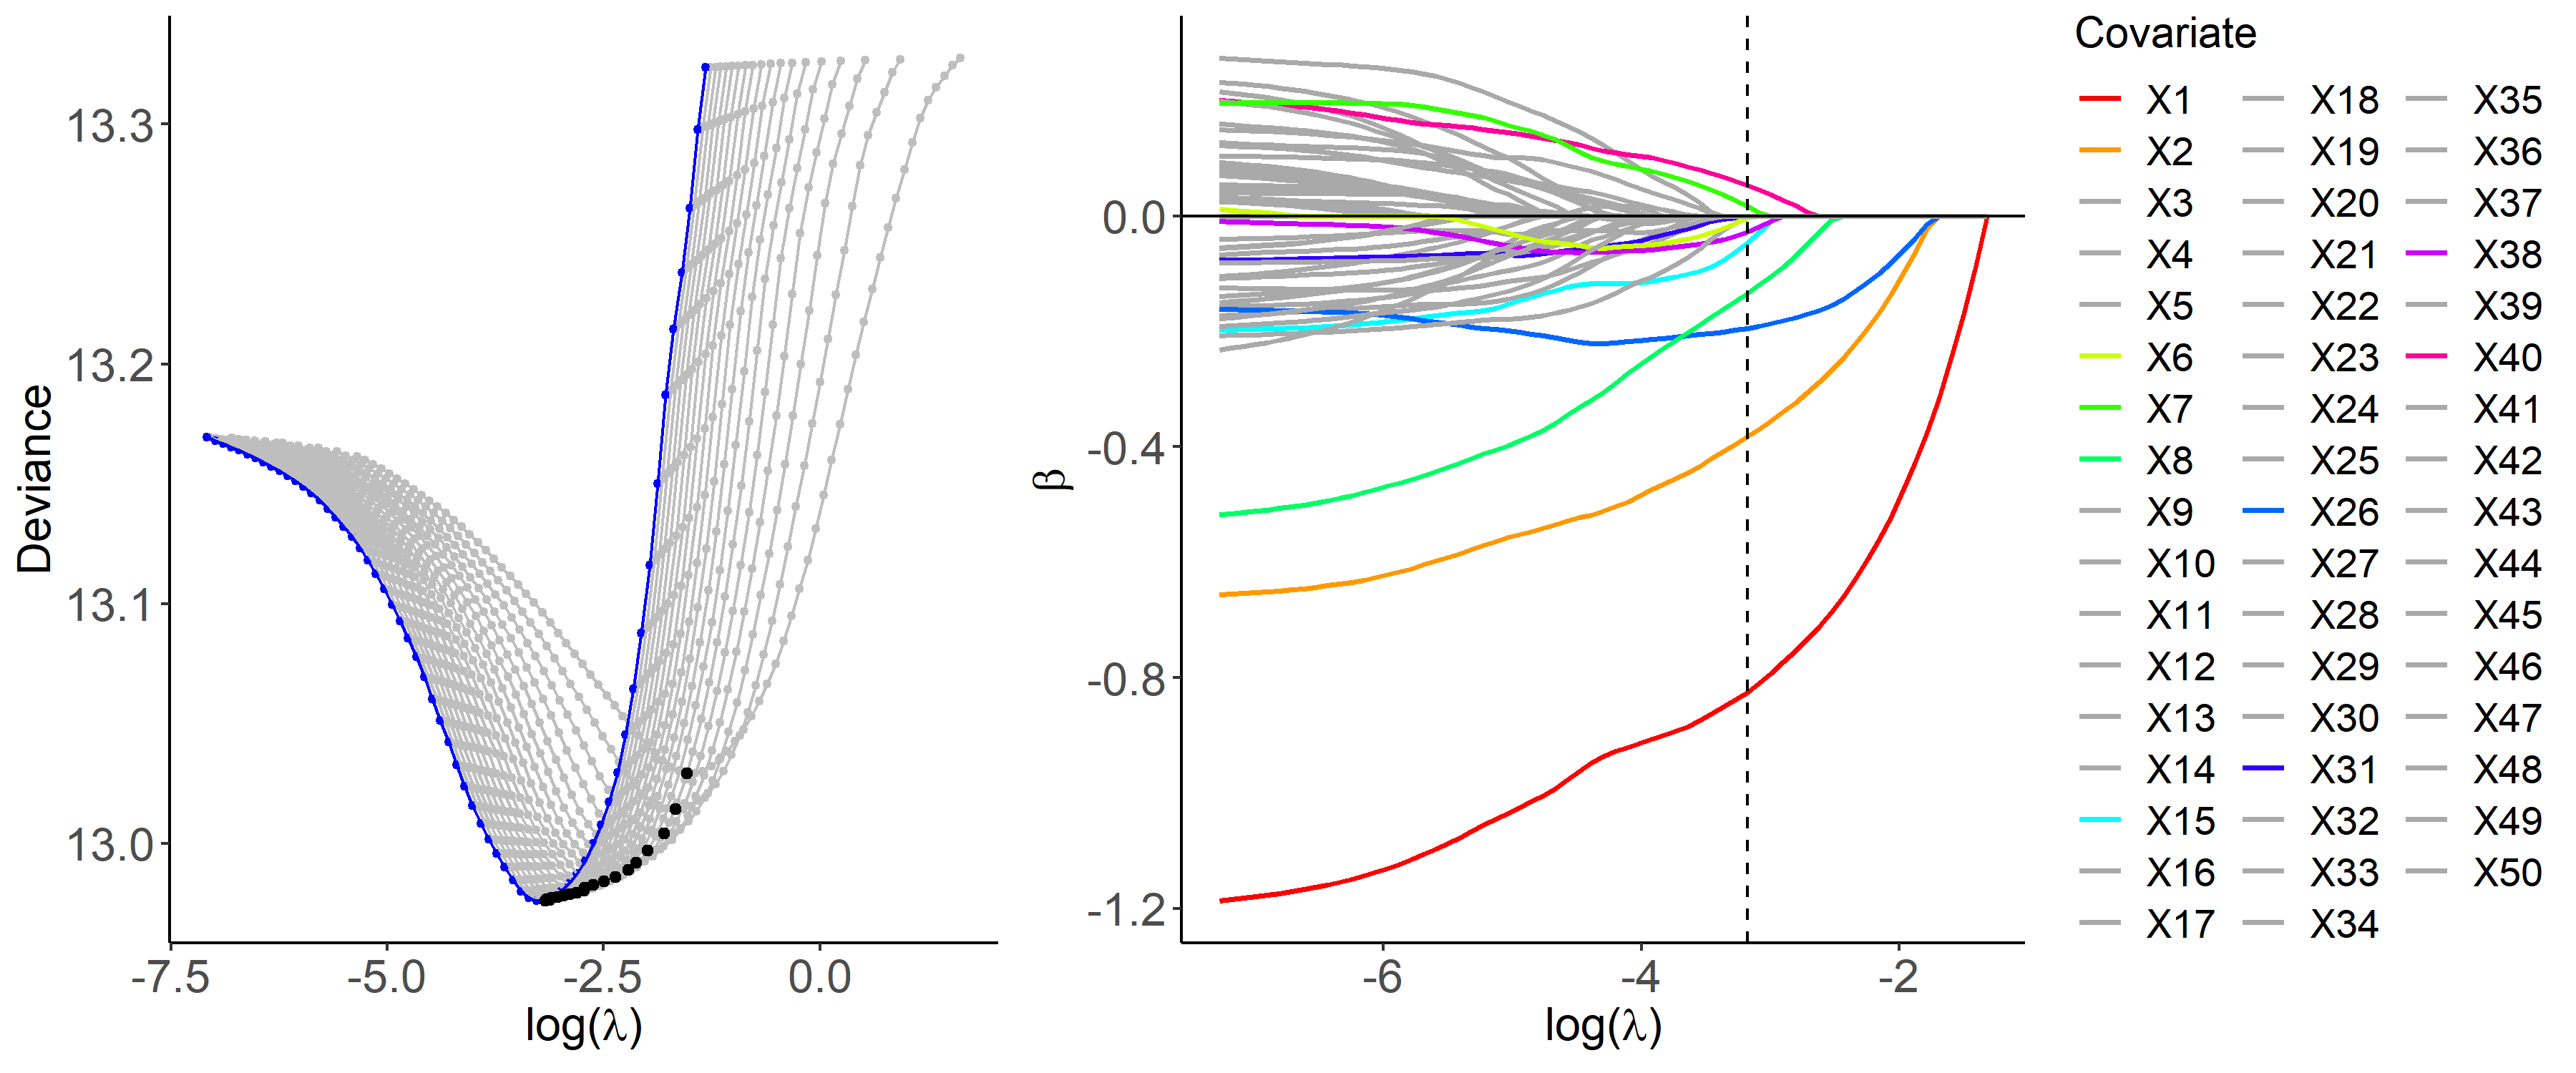 Deviance
13.3
13.2
13.1
13.0
-7.5 -5.0 -2.5 0.0
log(λ)
β
0.0
-0.4
-0.8
-1.2
-6 -4 -2
log(λ)
Covariate
X1 X18 X35
X2 X19 X36
X3 X20 X37
X4 X21 X38
X5 X22 X39
X6 X23 X40
X7 X24 X41
X8 X25 X42
X9 X26 X43
X10 X27 X44
X11 X28 X45
X12 X29 X46
X13 X30 X47
X14 X31 X48
X15 X32 X49
X16 X33 X50
X17 X34